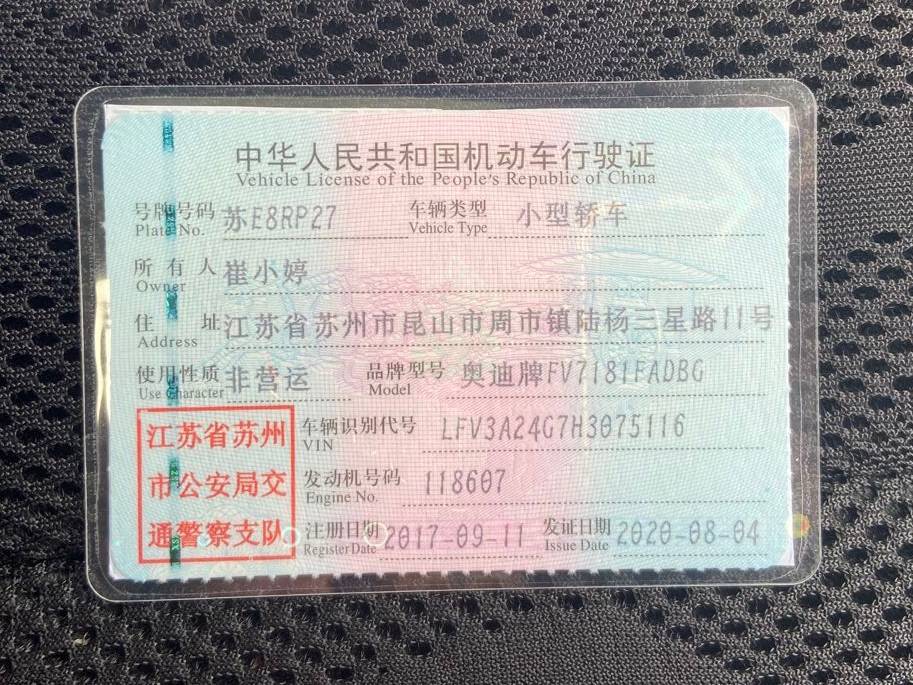 中华人民共和国机动车行驶证
Vehicle License of the People's Republic of China
号牌号码 苏E8RP27 车辆类型 小型轿车
Plate No. Vehicle Type
所有人 崔小婷
Owner
住址 江苏省苏州市昆山市周市镇陆杨三星路11号
Address
使用性质 非营运 品牌型号 奥迪牌FV7181FADBG
Use Character Model
江苏省苏州
市公安局交
通警察支队
车辆识别代号 LFV3A24G7H3075116
VIN
发动机号码 118607
Engine No.
注册日期 2017-09-11 发证日期 2020-08-04
Register Date Issue Date